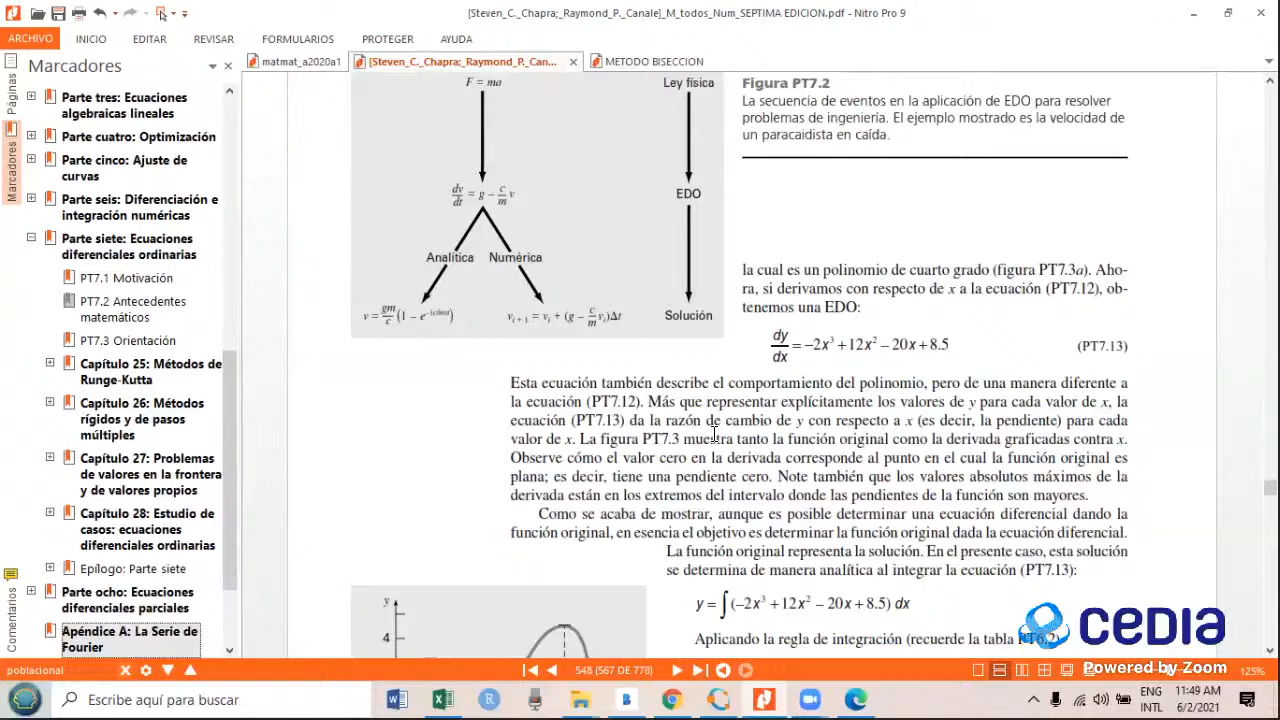 [Steven_C._Chapra;_Raymond_P._Canale]_M_todos_Num_SEPTIMA EDICION.pdf - Nitro Pro 9
ARCHIVO INICIO EDITAR REVISAR FORMULARIOS PROTEGER AYUDA
matmat_a2020a1 [Steven_C._Chapra;_Raymond_P._Can... METODO BISECCION
Páginas
Marcadores
Comentarios
Marcadores
Parte tres: Ecuaciones
algebraicas lineales
Parte cuatro: Optimización
Parte cinco: Ajuste de
curvas
Parte seis: Diferenciación e
integración numéricas
Parte siete: Ecuaciones
diferenciales ordinarias
PT7.1 Motivación
PT7.2 Antecedentes
matemáticos
PT7.3 Orientación
Capítulo 25: Métodos de
Runge-Kutta
Capítulo 26: Métodos
rígidos y de pasos
múltiples
Capítulo 27: Problemas
de valores en la frontera
y de valores propios
Capítulo 28: Estudio de
casos: ecuaciones
diferenciales ordinarias
Epílogo: Parte siete
Parte ocho: Ecuaciones
diferenciales parciales
Apéndice A: La Serie de
Fourier
F = ma
Ley física
dv/dt = g – c/m v
EDO
Analítica Numérica
v = gm/c (1 – e^–(c/m)t)
v_i + 1 = v_i + (g – c/m v_i)Δt
Solución
Figura PT7.2
La secuencia de eventos en la aplicación de EDO para resolver
problemas de ingeniería. El ejemplo mostrado es la velocidad de
un paracaidista en caída.
la cual es un polinomio de cuarto grado (figura PT7.3a). Aho-
ra, si derivamos con respecto de x a la ecuación (PT7.12), ob-
tenemos una EDO:
dy/dx = –2x³ + 12x² – 20x + 8.5 (PT7.13)
Esta ecuación también describe el comportamiento del polinomio, pero de una manera diferente a
la ecuación (PT7.12). Más que representar explícitamente los valores de y para cada valor de x, la
ecuación (PT7.13) da la razón de cambio de y con respecto a x (es decir, la pendiente) para cada
valor de x. La figura PT7.3 muestra tanto la función original como la derivada graficadas contra x.
Observe cómo el valor cero en la derivada corresponde al punto en el cual la función original es
plana; es decir, tiene una pendiente cero. Note también que los valores absolutos máximos de la
derivada están en los extremos del intervalo donde las pendientes de la función son mayores.
Como se acaba de mostrar, aunque es posible determinar una ecuación diferencial dando la
función original, en esencia el objetivo es determinar la función original dada la ecuación diferencial.
La función original representa la solución. En el presente caso, esta solución
se determina de manera analítica al integrar la ecuación (PT7.13):
y = ∫(–2x³ + 12x² – 20x + 8.5) dx
Aplicando la regla de integración (recuerde la tabla PT6.2)
y
4
cedia
Powered by Zoom
poblacional
548 (567 DE 778)
125%
Escribe aquí para buscar
ENG
INTL
11:49 AM
6/2/2021